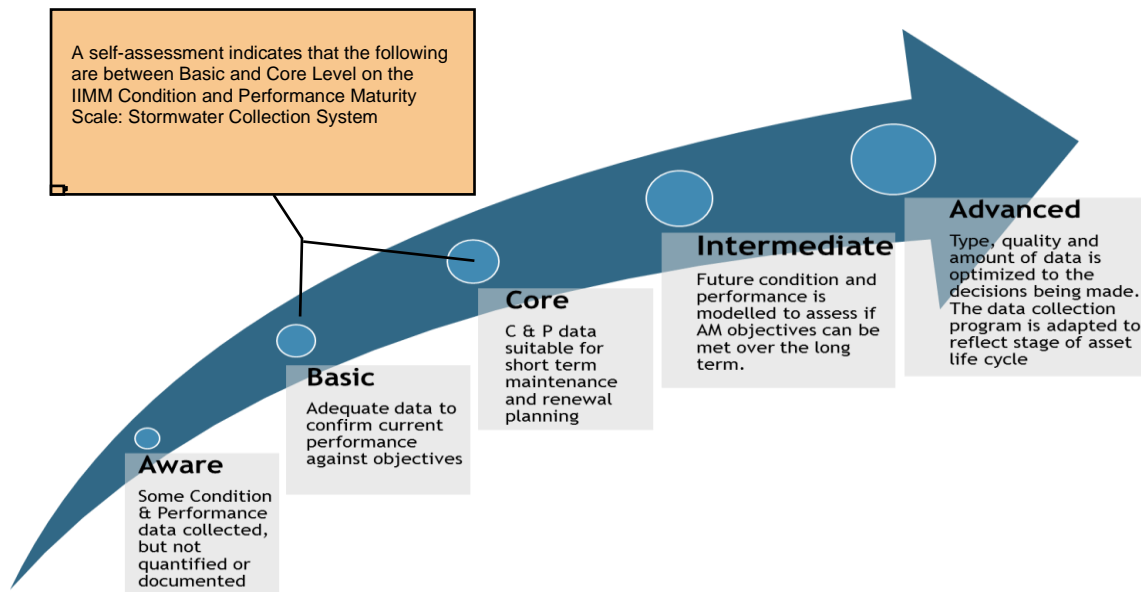 A self-assessment indicates that the following
are between Basic and Core Level on the
IIMM Condition and Performance Maturity
Scale: Stormwater Collection System
Advanced
Type, quality and
amount of data is
optimized to the
decisions being made.
The data collection
program is adapted to
reflect stage of asset
life cycle
Intermediate
Future condition and
performance is
modelled to assess if
AM objectives can be
met over the long
term.
Core
C & P data
suitable for
short term
maintenance
and renewal
planning
Basic
Adequate data to
confirm current
performance
against objectives
Aware
Some Condition
& Performance
data collected,
but not
quantified or
documented